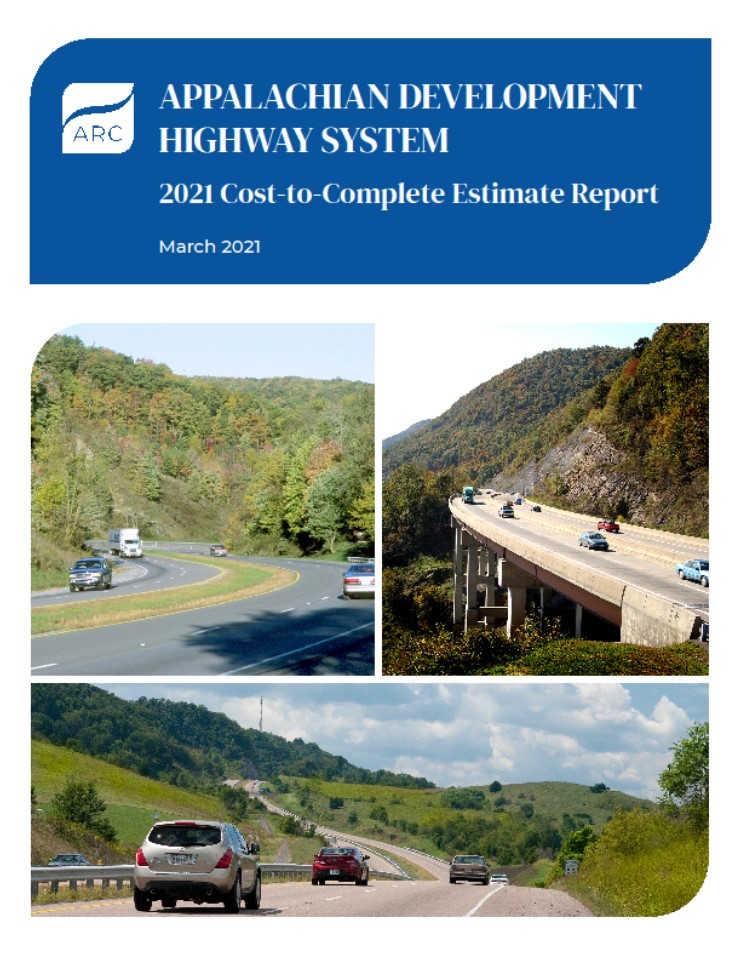 ARC
APPALACHIAN DEVELOPMENT
HIGHWAY SYSTEM
2021 Cost-to-Complete Estimate Report
March 2021